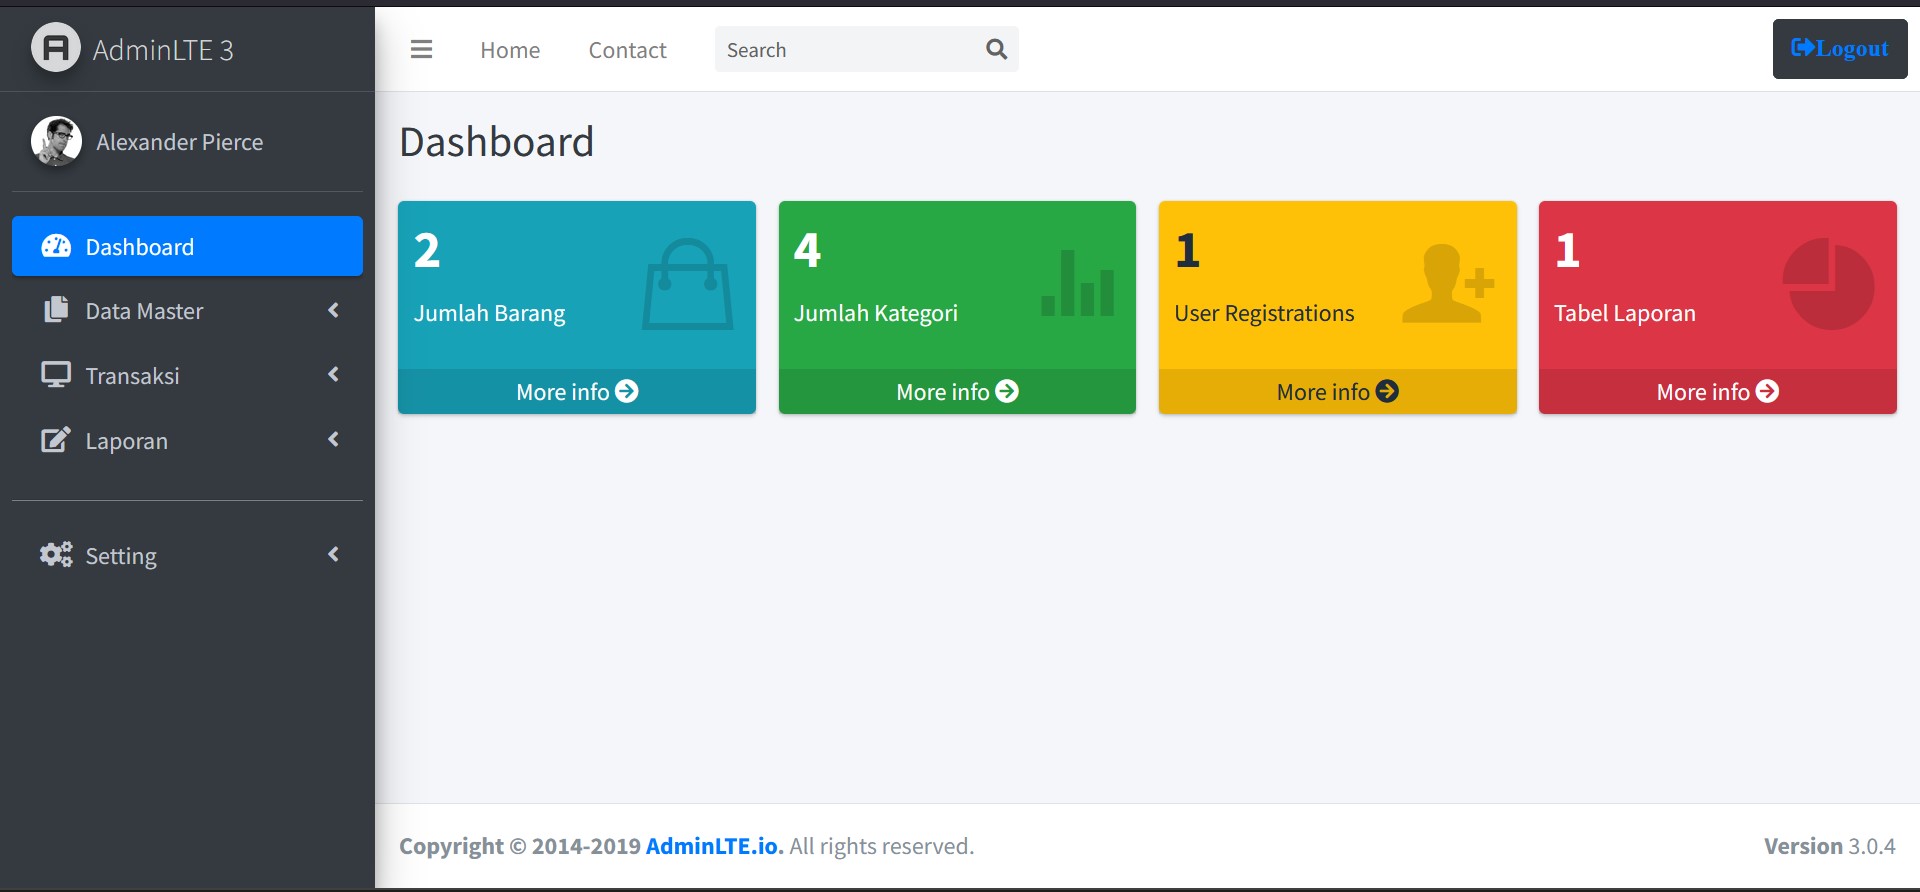 AdminLTE 3
Home
Contact
Search
Logout
Alexander Pierce
Dashboard
Data Master
Transaksi
Laporan
Setting
Dashboard
2
Jumlah Barang
More info
4
Jumlah Kategori
More info
1
User Registrations
More info
1
Tabel Laporan
More info
Copyright © 2014-2019 AdminLTE.io. All rights reserved.
Version 3.0.4